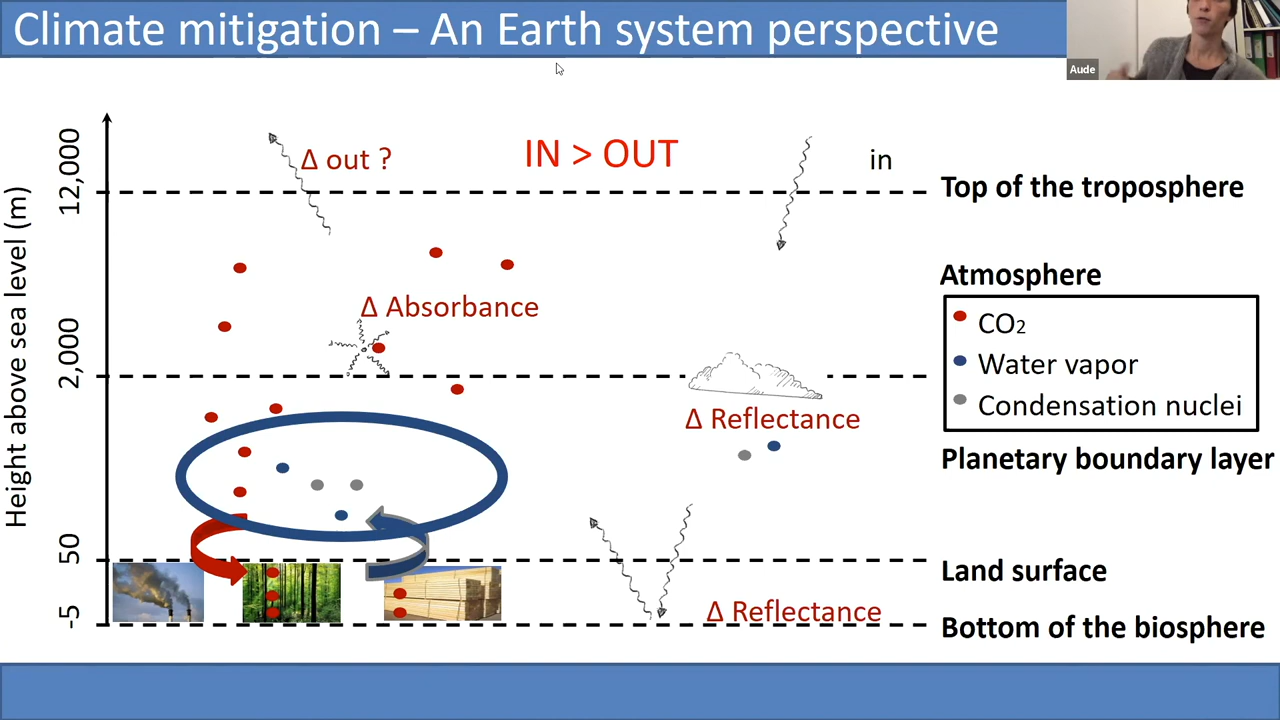 Climate mitigation – An Earth system perspective
Aude
Height above sea level (m)
12,000
2,000
50
-5
Δ out ?
IN > OUT
in
Top of the troposphere
Δ Absorbance
Atmosphere
CO2
Water vapor
Condensation nuclei
Δ Reflectance
Planetary boundary layer
Land surface
Δ Reflectance
Bottom of the biosphere